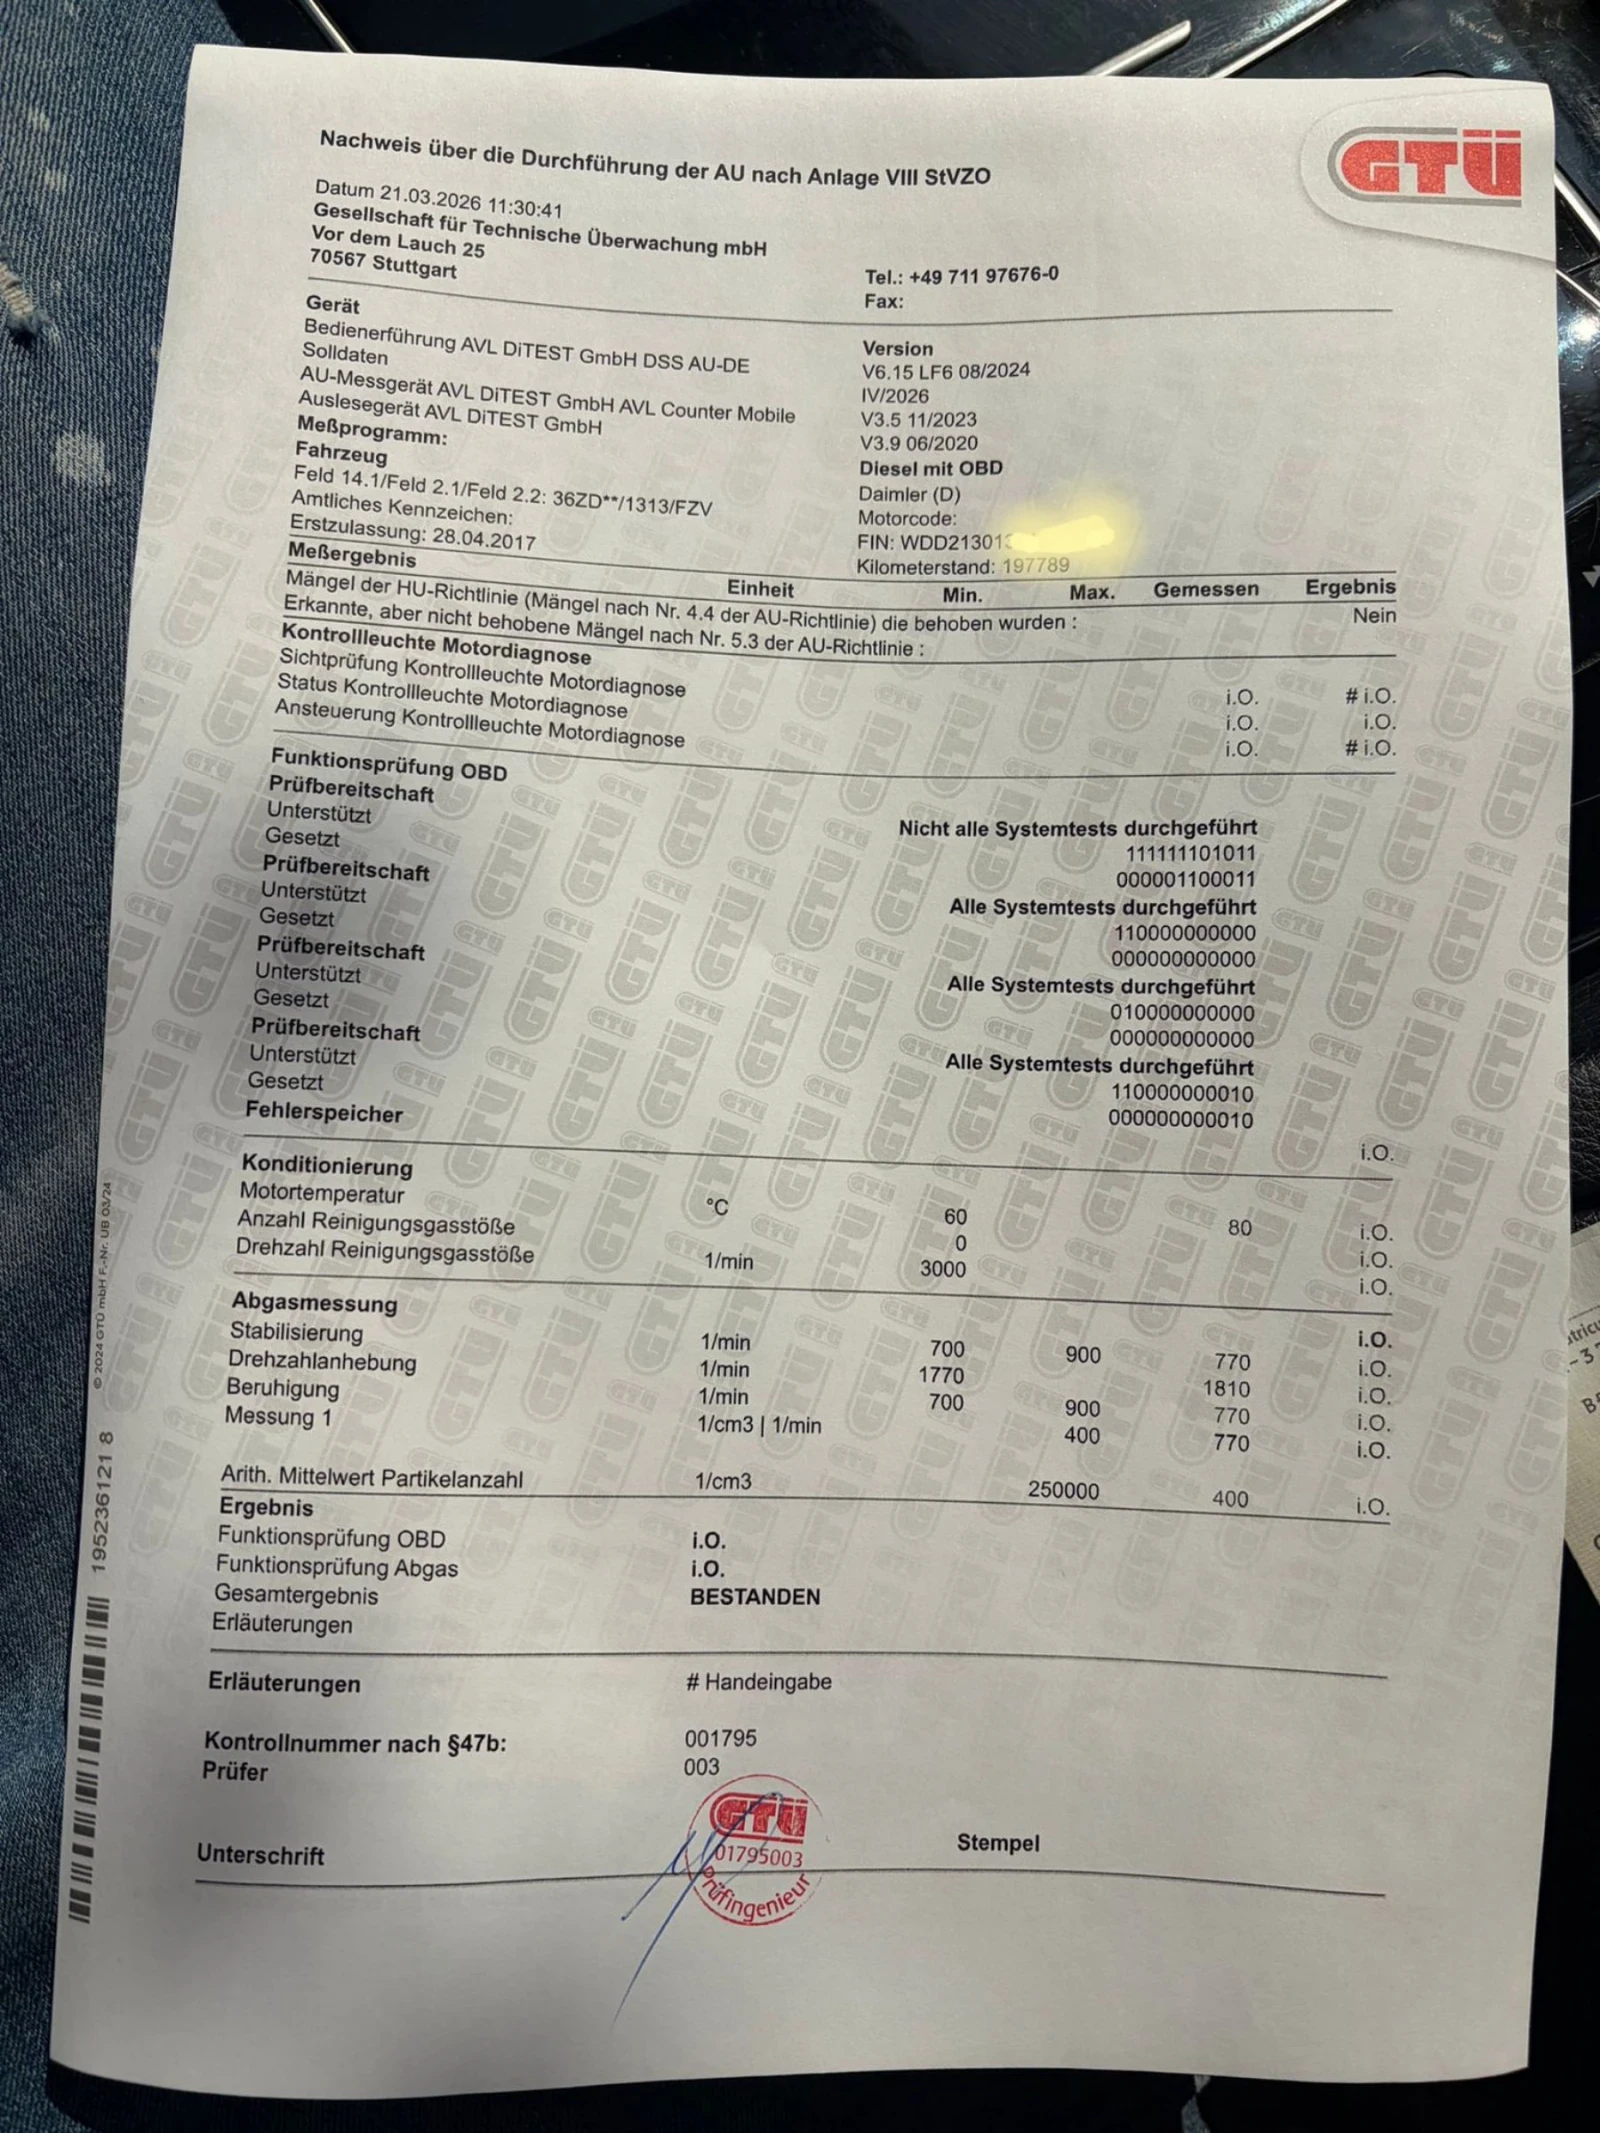 GTÜ
Nachweis über die Durchführung der AU nach Anlage VIII StVZO
Datum 21.03.2026 11:30:41
Gesellschaft für Technische Überwachung mbH
Vor dem Lauch 25
70567 Stuttgart
Tel.: +49 711 97676-0
Fax:
Gerät Version
Bedienerführung AVL DiTEST GmbH DSS AU-DE V6.15 LF6 08/2024
Solldaten IV/2026
AU-Messgerät AVL DiTEST GmbH AVL Counter Mobile V3.5 11/2023
Auslesegerät AVL DiTEST GmbH V3.9 06/2020
Meßprogramm: Diesel mit OBD
Fahrzeug Daimler (D)
Feld 14.1/Feld 2.1/Feld 2.2: 36ZD**/1313/FZV Motorcode:
Amtliches Kennzeichen: FIN: WDD213013
Erstzulassung: 28.04.2017 Kilometerstand: 197789
Meßergebnis Einheit Min. Max. Gemessen Ergebnis
Mängel der HU-Richtlinie (Mängel nach Nr. 4.4 der AU-Richtlinie) die behoben wurden : Nein
Erkannte, aber nicht behobene Mängel nach Nr. 5.3 der AU-Richtlinie :
Kontrollleuchte Motordiagnose
Sichtprüfung Kontrollleuchte Motordiagnose i.O. # i.O.
Status Kontrollleuchte Motordiagnose i.O. i.O.
Ansteuerung Kontrollleuchte Motordiagnose i.O. # i.O.
Funktionsprüfung OBD
Prüfbereitschaft Nicht alle Systemtests durchgeführt
Unterstützt 111111101011
Gesetzt 000001100011
Prüfbereitschaft Alle Systemtests durchgeführt
Unterstützt 110000000000
Gesetzt 000000000000
Prüfbereitschaft Alle Systemtests durchgeführt
Unterstützt 010000000000
Gesetzt 000000000000
Prüfbereitschaft Alle Systemtests durchgeführt
Unterstützt 110000000010
Gesetzt 000000000010
Fehlerspeicher i.O.
Konditionierung
Motortemperatur °C 60 80 i.O.
Anzahl Reinigungsgasstöße 0 i.O.
Drehzahl Reinigungsgasstöße 1/min 3000 i.O.
Abgasmessung i.O.
Stabilisierung 1/min 700 900 770 i.O.
Drehzahlanhebung 1/min 1770 1810 i.O.
Beruhigung 1/min 700 900 770 i.O.
Messung 1 1/cm3 | 1/min 400 770 i.O.
Arith. Mittelwert Partikelanzahl 1/cm3 250000 400 i.O.
Ergebnis
Funktionsprüfung OBD i.O.
Funktionsprüfung Abgas i.O.
Gesamtergebnis BESTANDEN
Erläuterungen
Erläuterungen # Handeingabe
Kontrollnummer nach §47b: 001795
Prüfer 003
GTÜ
01795003
Prüfingenieur
Unterschrift Stempel
195236121 8
© 2024 GTÜ mbH F.-Nr. UB 03/24